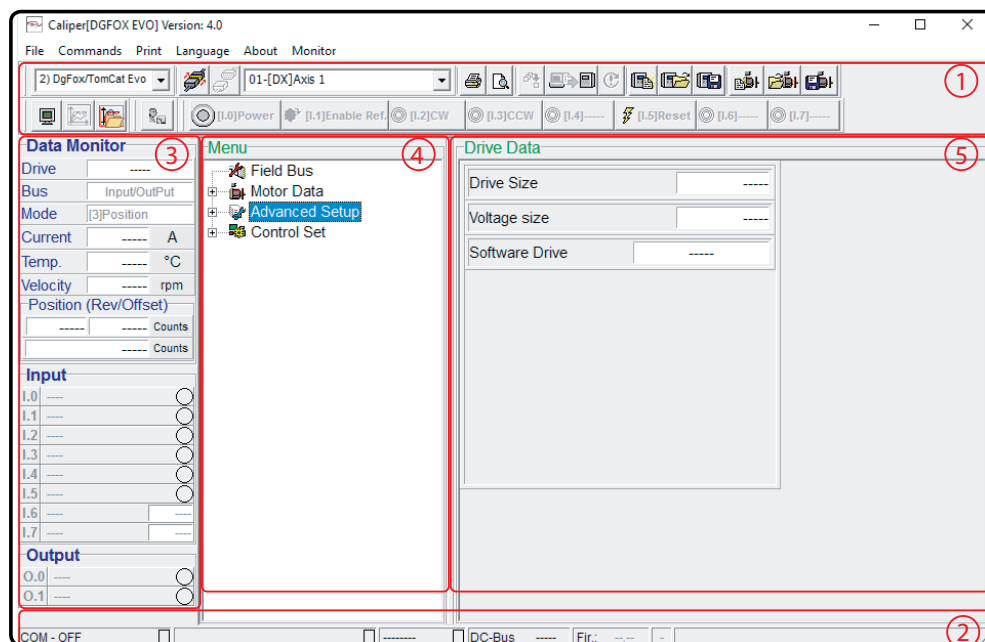 Caliper[DGFOX EVO] Version: 4.0
File Commands Print Language About Monitor
2) DgFox/TomCat Evo 01-[DX]Axis 1 1
[I.0]Power [I.1]Enable Ref. [I.2]CW [I.3]CCW [I.4]----- [I.5]Reset [I.6]----- [I.7]-----
Data Monitor 3
Drive -----
Bus Input/OutPut
Mode [3]Position
Current ----- A
Temp. ----- °C
Velocity ----- rpm
Position (Rev/Offset)
----- ----- Counts
----- Counts
Input
I.0 ----
I.1 ----
I.2 ----
I.3 ----
I.4 ----
I.5 ----
I.6 ---- ----
I.7 ---- ----
Output
O.0 ----
O.1 ----
Menu 4
Field Bus
Motor Data
Advanced Setup
Control Set
Drive Data 5
Drive Size -----
Voltage size -----
Software Drive -----
COM - OFF -------- DC-Bus ----- Fir.: --.-- - 2